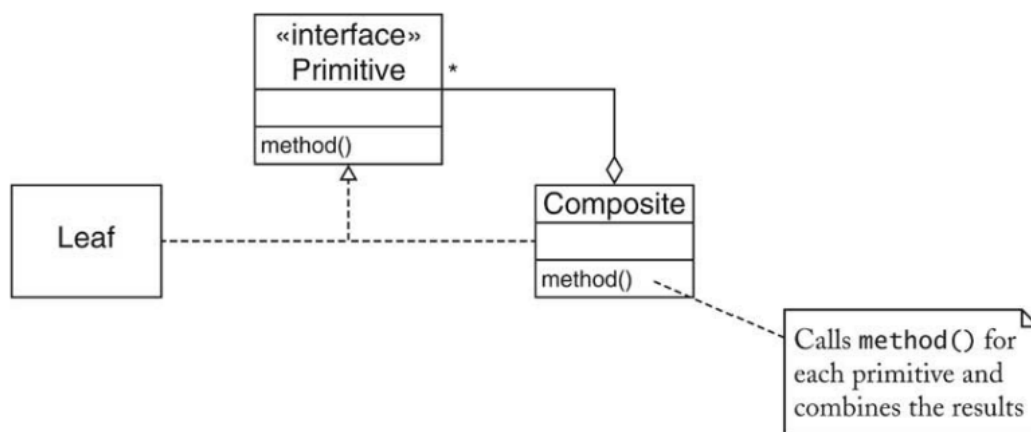 «interface»
Primitive
*
method()
Leaf
Composite
method()
Calls method() for
each primitive and
combines the results